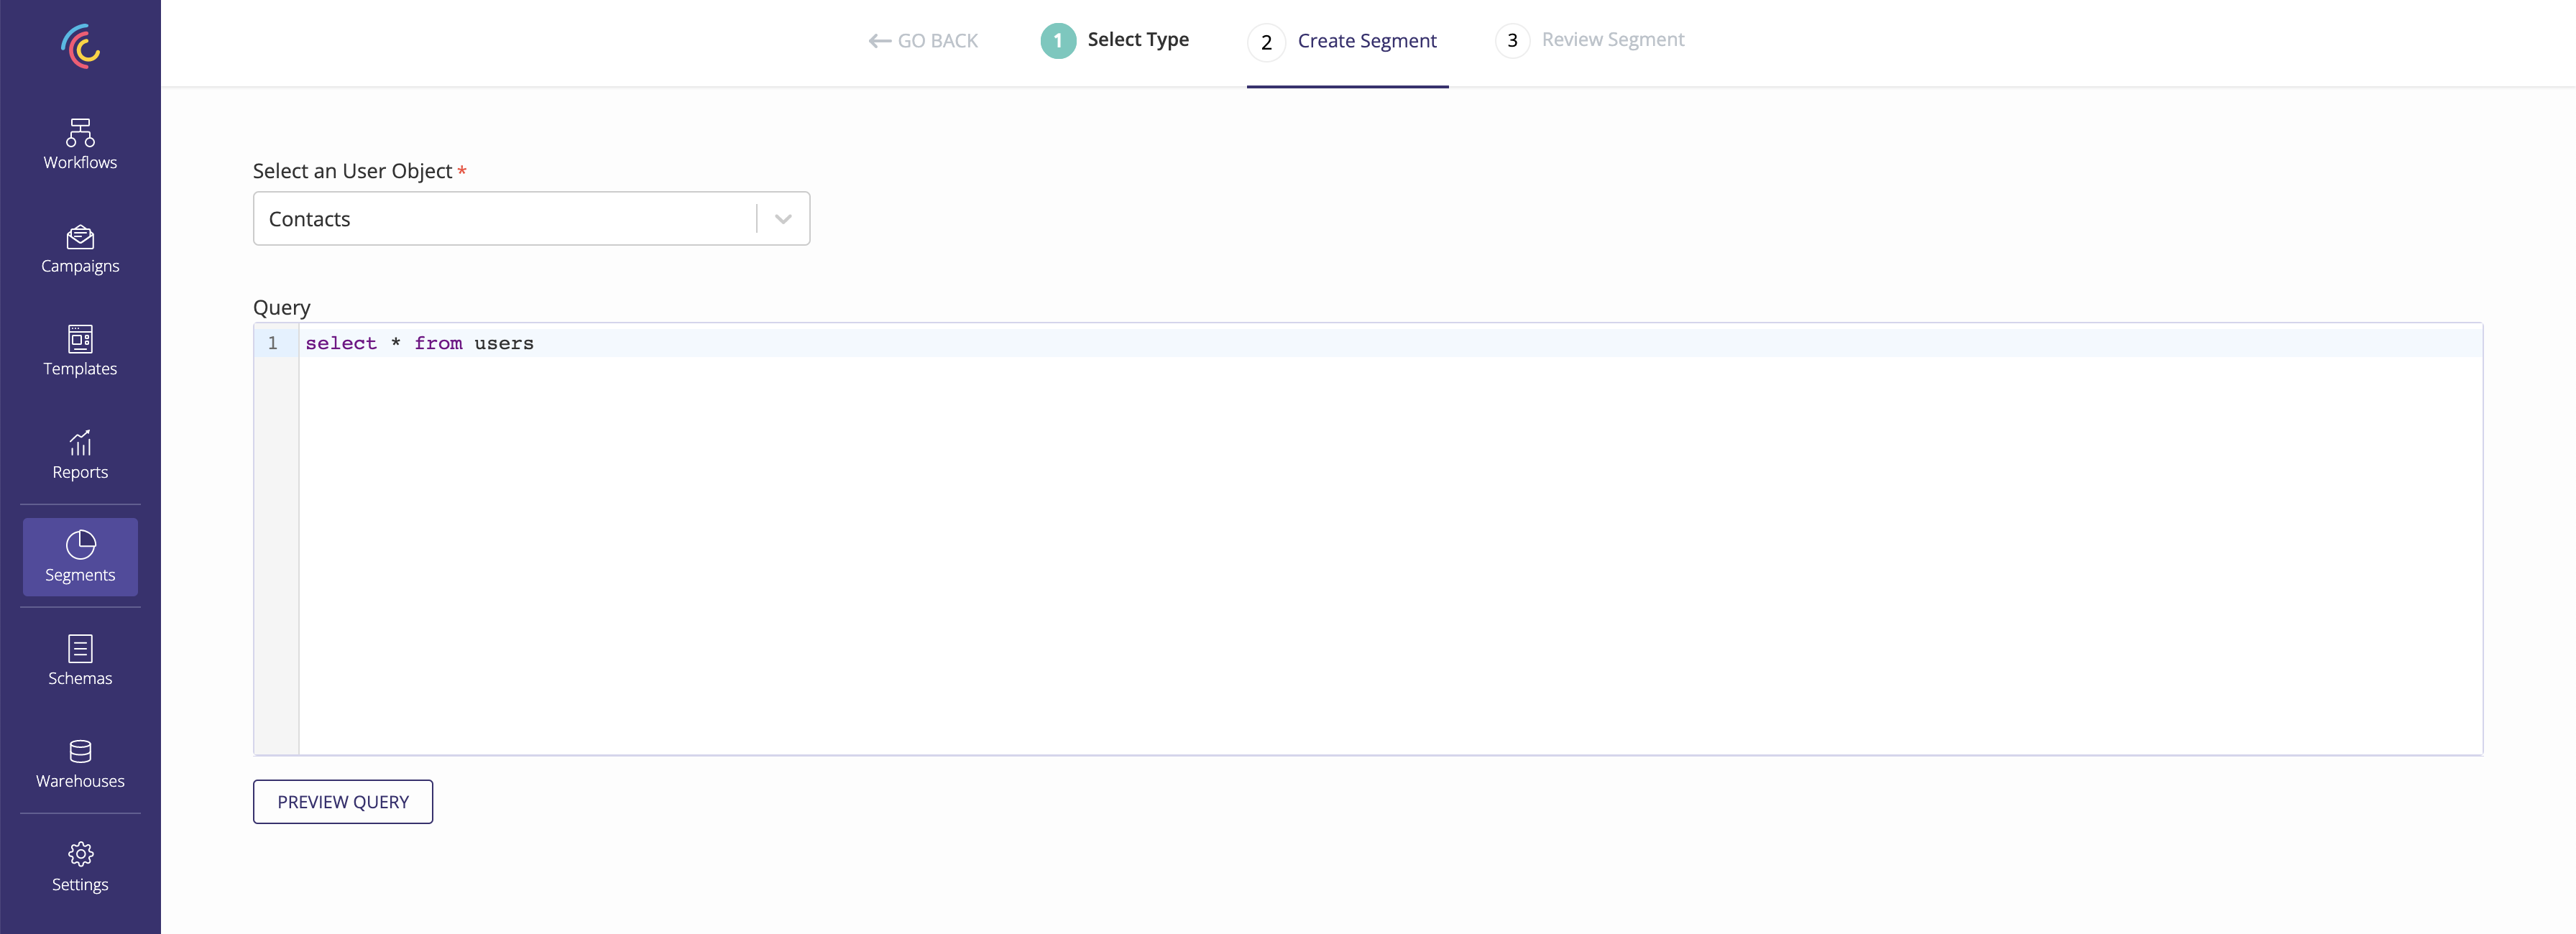 GO BACK
1 Select Type
2 Create Segment
3 Review Segment
Workflows
Campaigns
Templates
Reports
Segments
Schemas
Warehouses
Settings
Select an User Object *
Contacts
Query
1 select * from users
PREVIEW QUERY